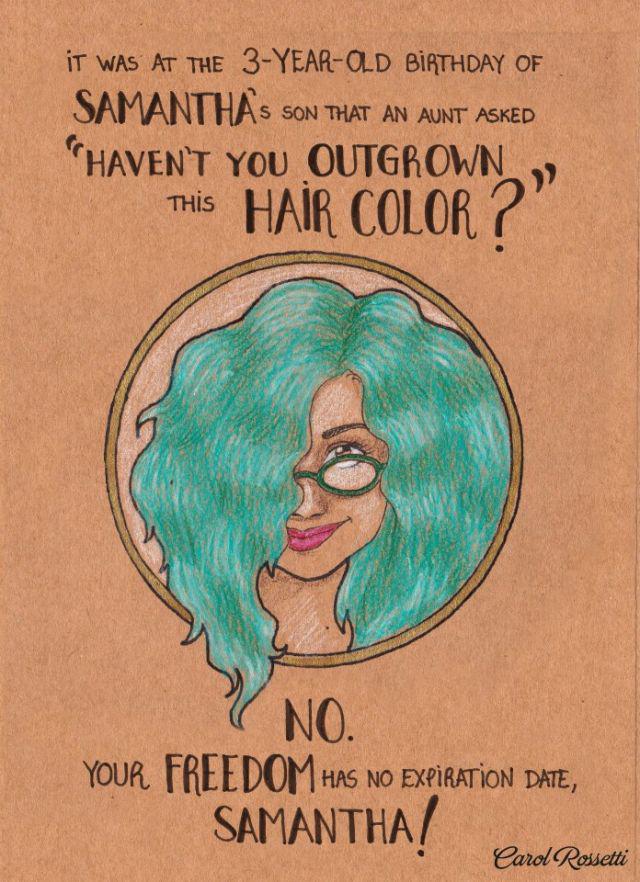 iT WAS AT THE 3-YEAR-OLD BiRTHDAY OF
SAMANTHA's SON THAT AN AUNT ASKED
"HAVEN'T YOU OUTGROWN
THIS HAIR COLOR?"
NO.
YOUR FREEDOM HAS NO EXPiRATION DATE,
SAMANTHA!
Carol Rossetti